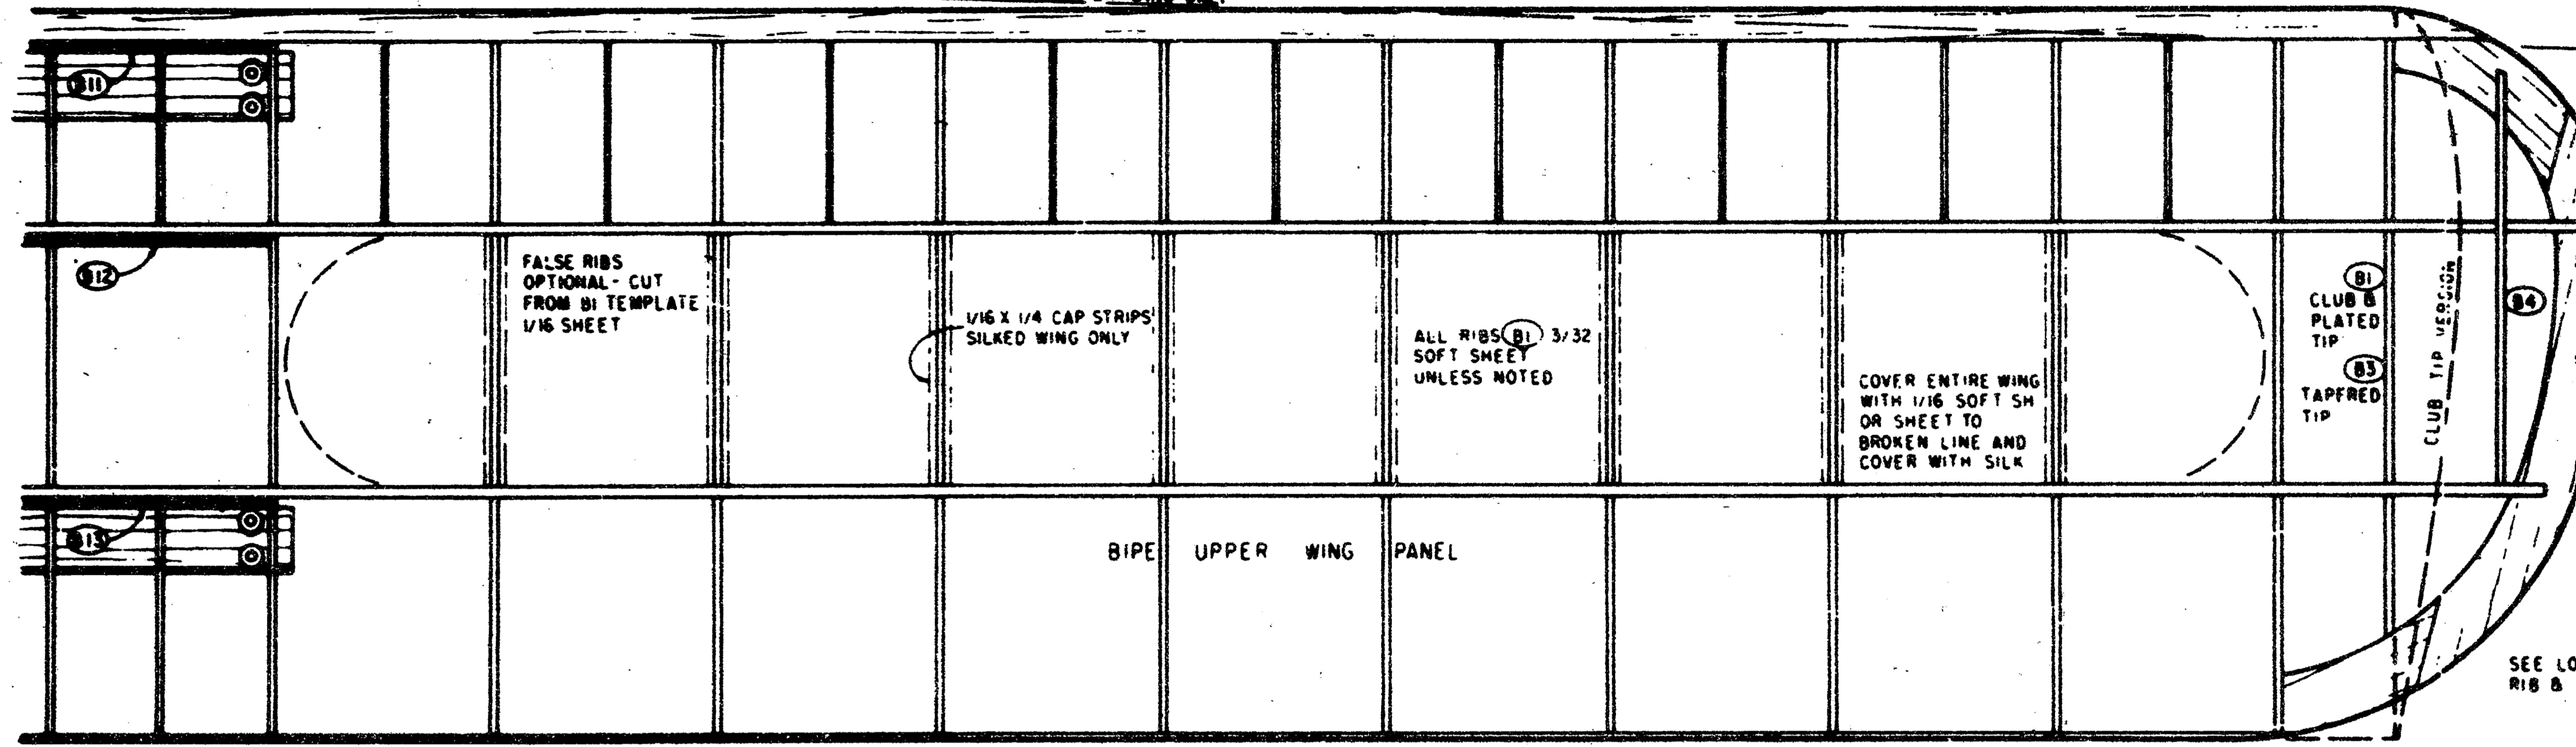 B11
B12
FALSE RIBS
OPTIONAL- CUT
FROM B1 TEMPLATE
1/16 SHEET
1/16 X 1/4 CAP STRIPS
SILKED WING ONLY
ALL RIBS B1 3/32
SOFT SHEET
UNLESS NOTED
COVER ENTIRE WING
WITH 1/16 SOFT SH
OR SHEET TO
BROKEN LINE AND
COVER WITH SILK
B1
CLUB &
PLATED
TIP
B3
TAPERED
TIP
CLUB TIP VERSION
B4
B13
BIPE UPPER WING PANEL
SEE LO
RIB &